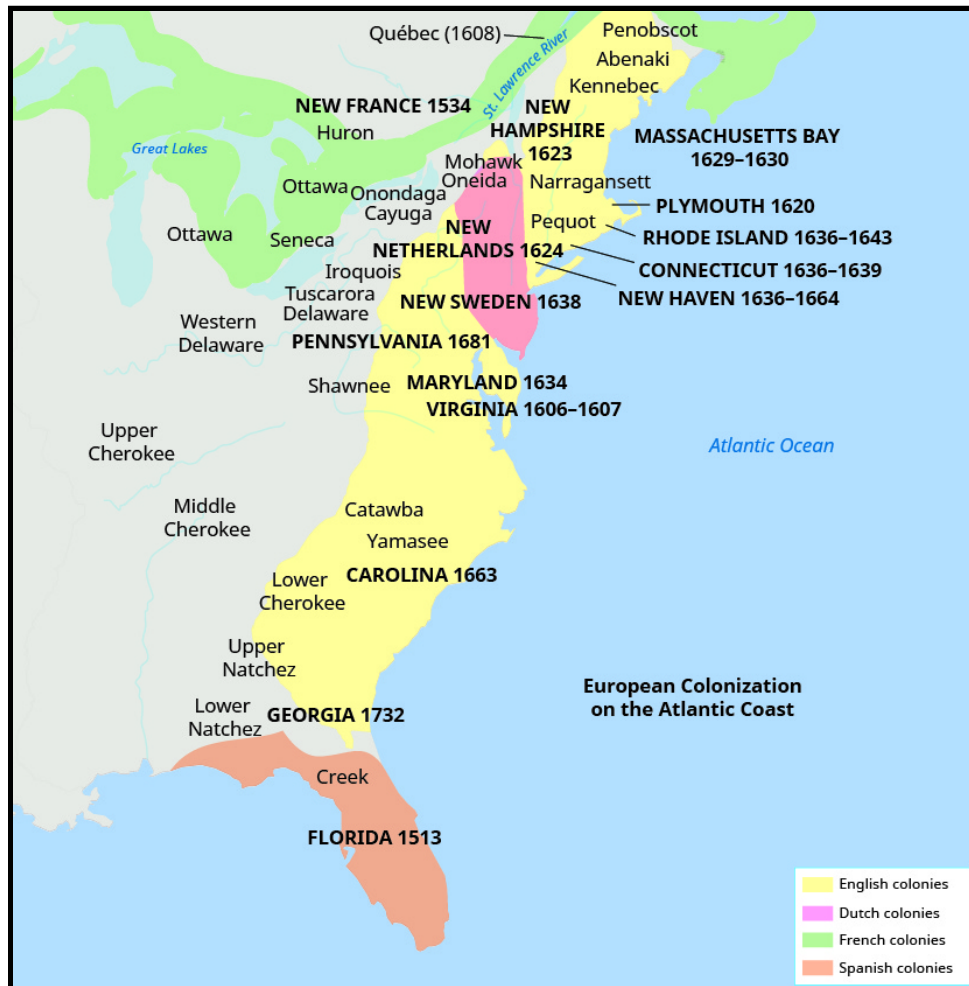 Québec (1608)
Penobscot
Abenaki
Kennebec
St. Lawrence River
NEW FRANCE 1534
Huron
NEW
HAMPSHIRE
1623
MASSACHUSETTS BAY
1629–1630
Great Lakes
Mohawk
Oneida
Narragansett
Ottawa
Onondaga
Cayuga
PLYMOUTH 1620
Pequot
Ottawa
Seneca
NEW
NETHERLANDS 1624
RHODE ISLAND 1636–1643
CONNECTICUT 1636–1639
Iroquois
NEW HAVEN 1636–1664
Tuscarora
Delaware
NEW SWEDEN 1638
Western
Delaware
PENNSYLVANIA 1681
Shawnee
MARYLAND 1634
VIRGINIA 1606–1607
Upper
Cherokee
Atlantic Ocean
Middle
Cherokee
Catawba
Yamasee
CAROLINA 1663
Lower
Cherokee
Upper
Natchez
European Colonization
on the Atlantic Coast
Lower
Natchez
GEORGIA 1732
Creek
FLORIDA 1513
English colonies
Dutch colonies
French colonies
Spanish colonies